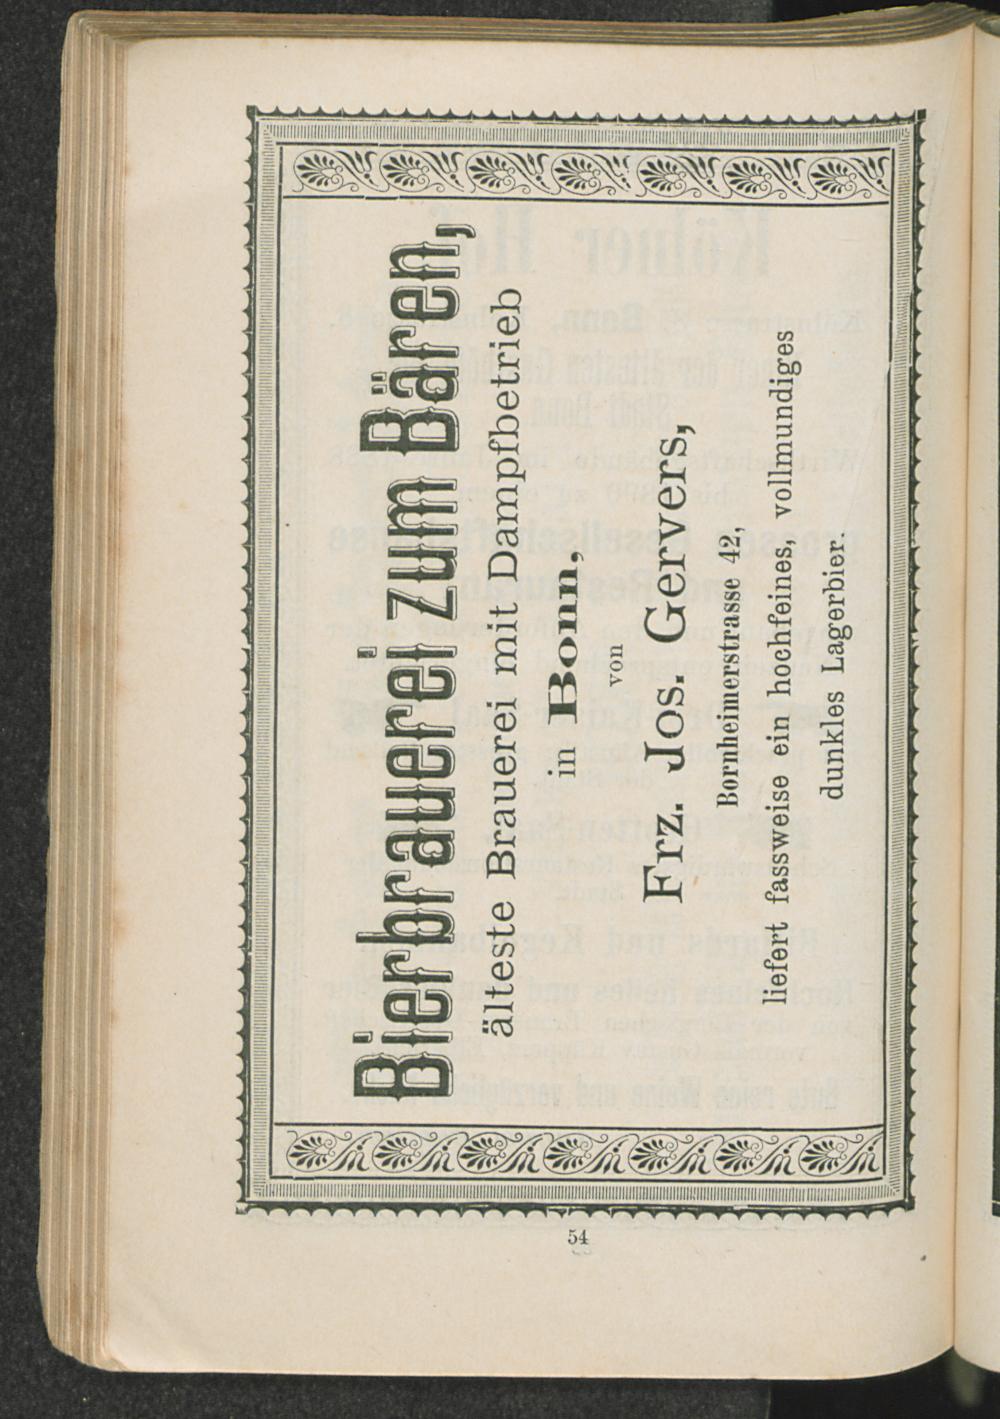 Bierbrauerei zum Bären,
älteste Brauerei mit Dampfbetrieb
in Bonn,
von
Frz. Jos. Gervers,
Bornheimerstrasse 42,
liefert fassweise ein hochfeines, vollmundiges
dunkles Lagerbier.
54